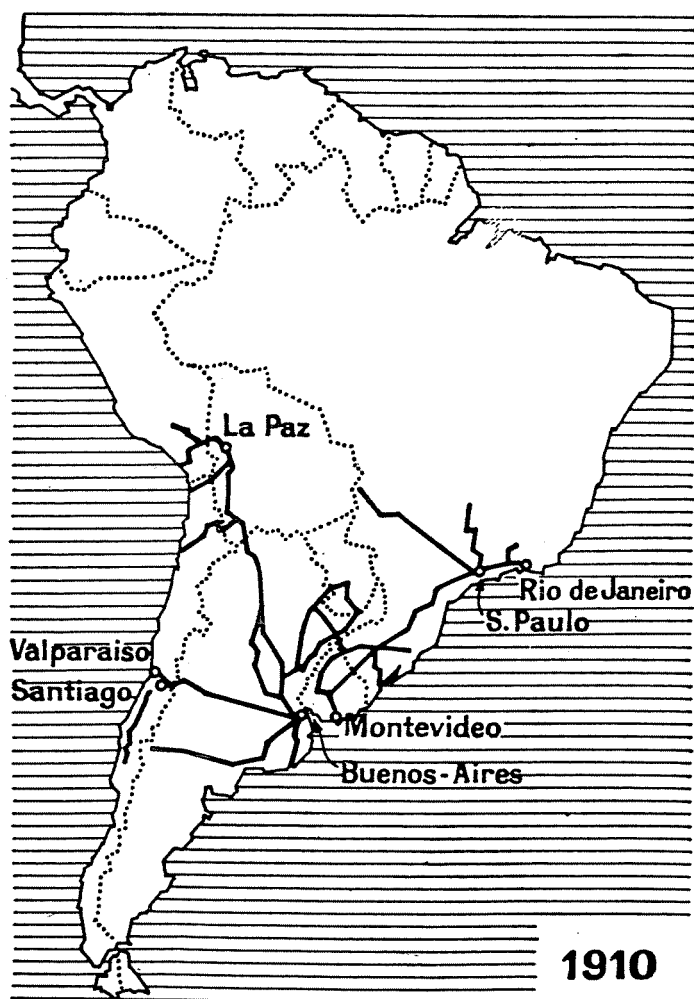 La Paz
Rio de Janeiro
S. Paulo
Valparaiso
Santiago
Montevideo
Buenos-Aires
1910